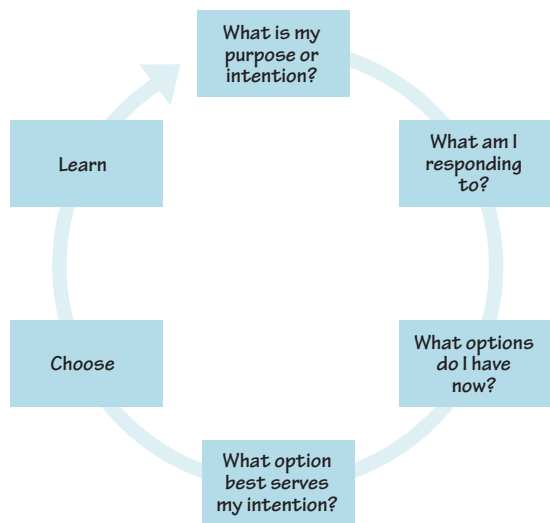 What is my
purpose or
intention?
What am I
responding
to?
What options
do I have
now?
What option
best serves
my intention?
Choose
Learn